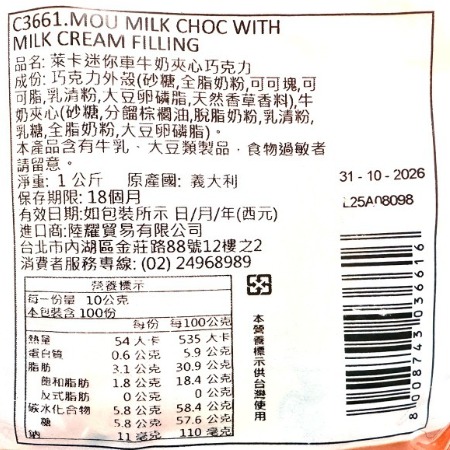 C3661.MOU MILK CHOC WITH
MILK CREAM FILLING
品名: 萊卡迷你車牛奶夾心巧克力
成份: 巧克力外殼(砂糖,全脂奶粉,可可塊,可
可脂,乳清粉,大豆卵磷脂,天然香草香料),牛
奶夾心(砂糖,分餾棕櫚油,脫脂奶粉,乳清粉,
乳糖,全脂奶粉,大豆卵磷脂)。
本產品含有牛乳、大豆類製品，食物過敏者
請留意。
淨重: 1公斤 原產國: 義大利
保存期限: 18個月
有效日期:如包裝所示 日/月/年(西元)
進口商:陸耀貿易有限公司
台北市內湖區金莊路88號12樓之2
消費者服務專線: (02) 24968989
31-10-2026
L25A08098
營養標示
每一份量 10公克
本包裝含 100份
每份 每100公克
熱量 54 大卡 535 大卡
蛋白質 0.6 公克 5.9 公克
脂肪 3.1 公克 30.9 公克
飽和脂肪 1.8 公克 18.4 公克
反式脂肪 0 公克 0 公克
碳水化合物 5.8 公克 58.4 公克
糖 5.8 公克 57.6 公克
鈉 11 毫克 110 毫克
本營養標示供台灣使用
8008743036616